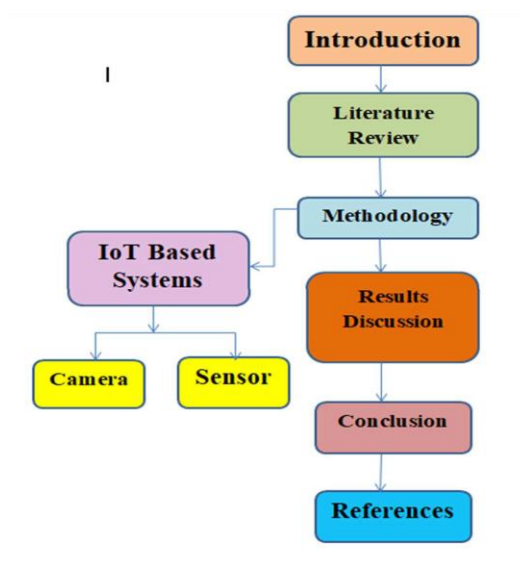 Introduction
I
Literature
Review
Methodology
IoT Based
Systems
Results
Discussion
Camera
Sensor
Conclusion
References